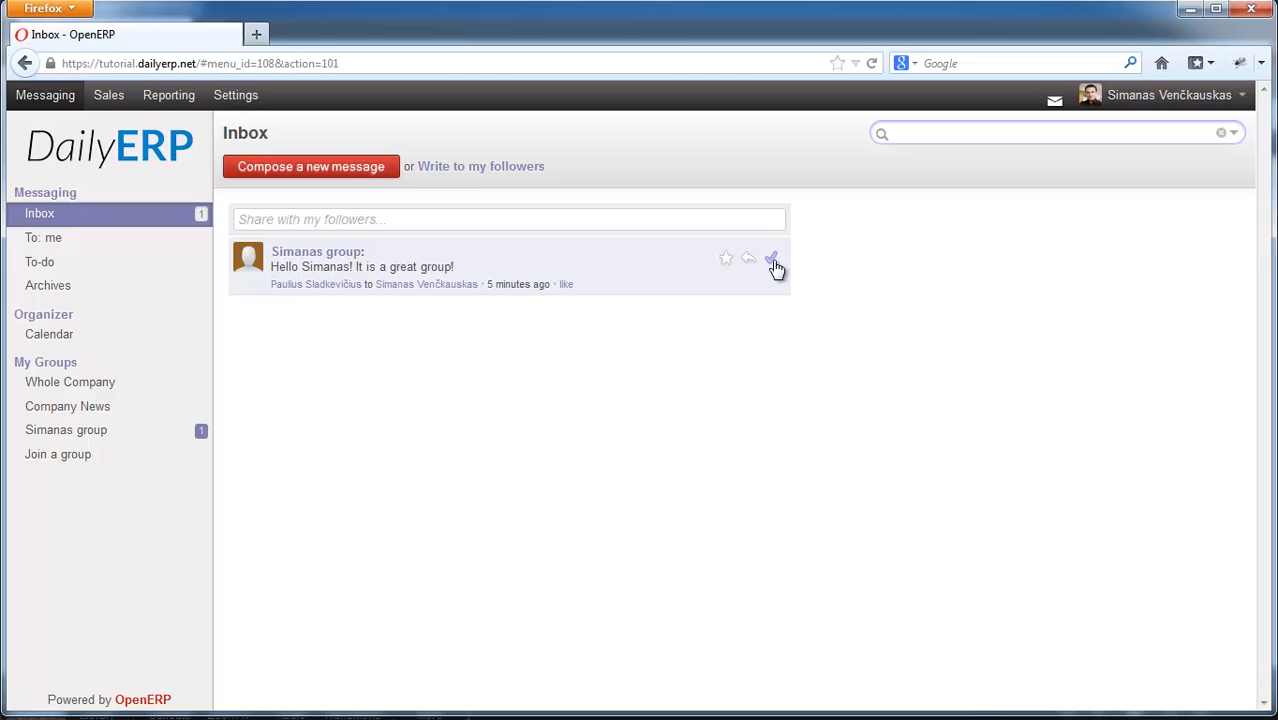 Firefox
Inbox - OpenERP
https://tutorial.dailyerp.net/#menu_id=108&action=101
Google
Messaging Sales Reporting Settings
Simanas Venčkauskas
DailyERP
Inbox
Compose a new message or Write to my followers
Messaging
Inbox 1
To: me
To-do
Archives
Organizer
Calendar
My Groups
Whole Company
Company News
Simanas group 1
Join a group
Share with my followers...
Simanas group:
Hello Simanas! It is a great group!
Paulius Sladkevičius to Simanas Venčkauskas · 5 minutes ago · like
Powered by OpenERP